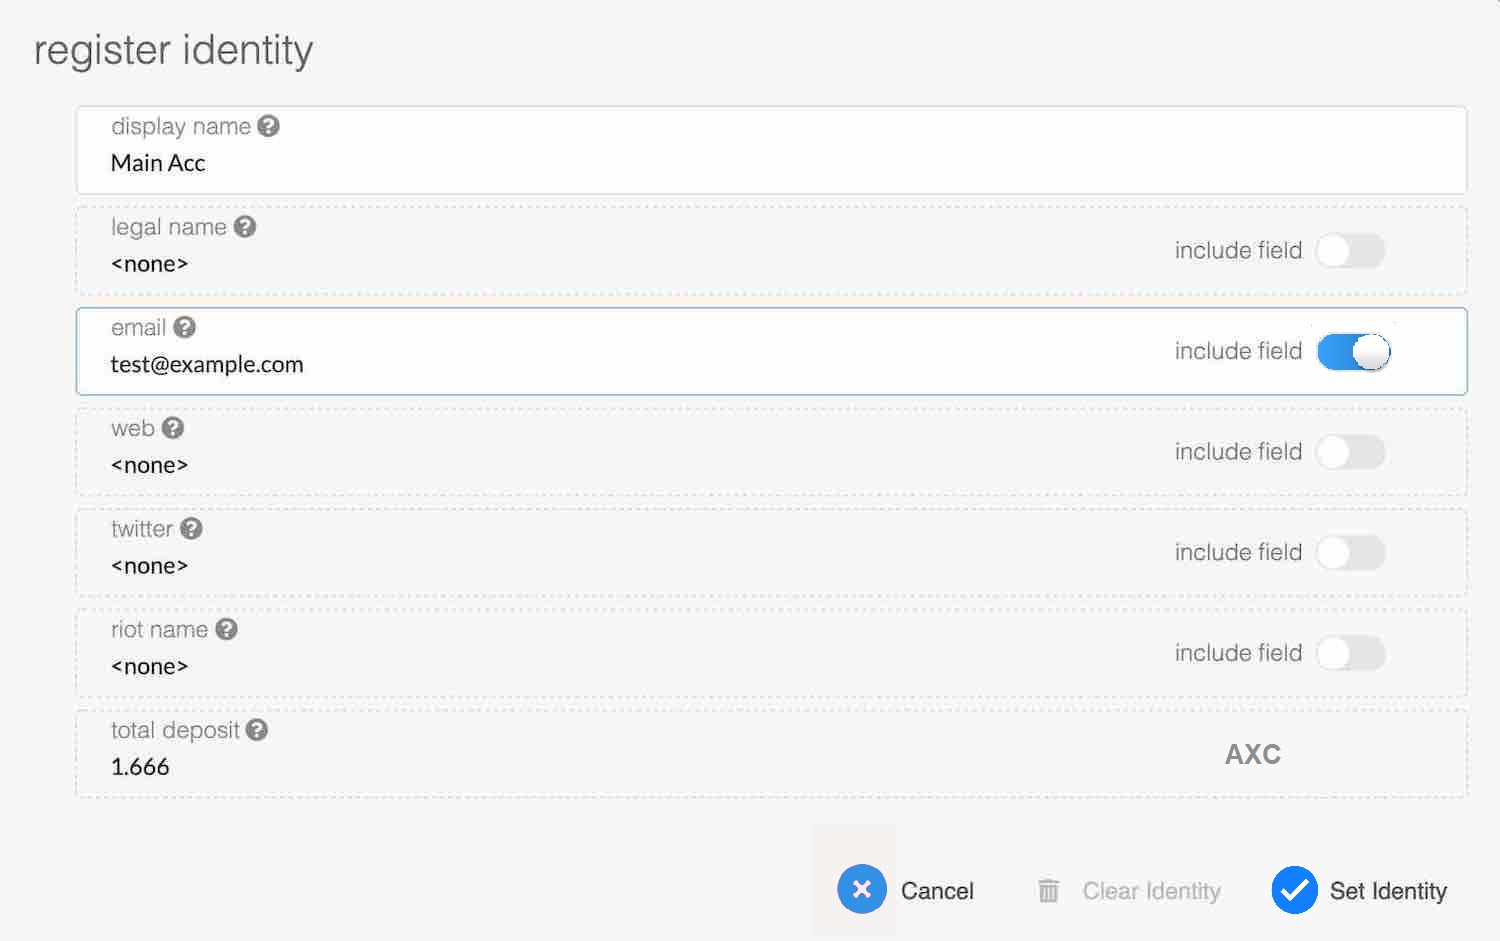 register identity
display name
Main Acc
legal name
<none>
include field
email
test@example.com
include field
web
<none>
include field
twitter
<none>
include field
riot name
<none>
include field
total deposit
1.666
AXC
Cancel
Clear Identity
Set Identity